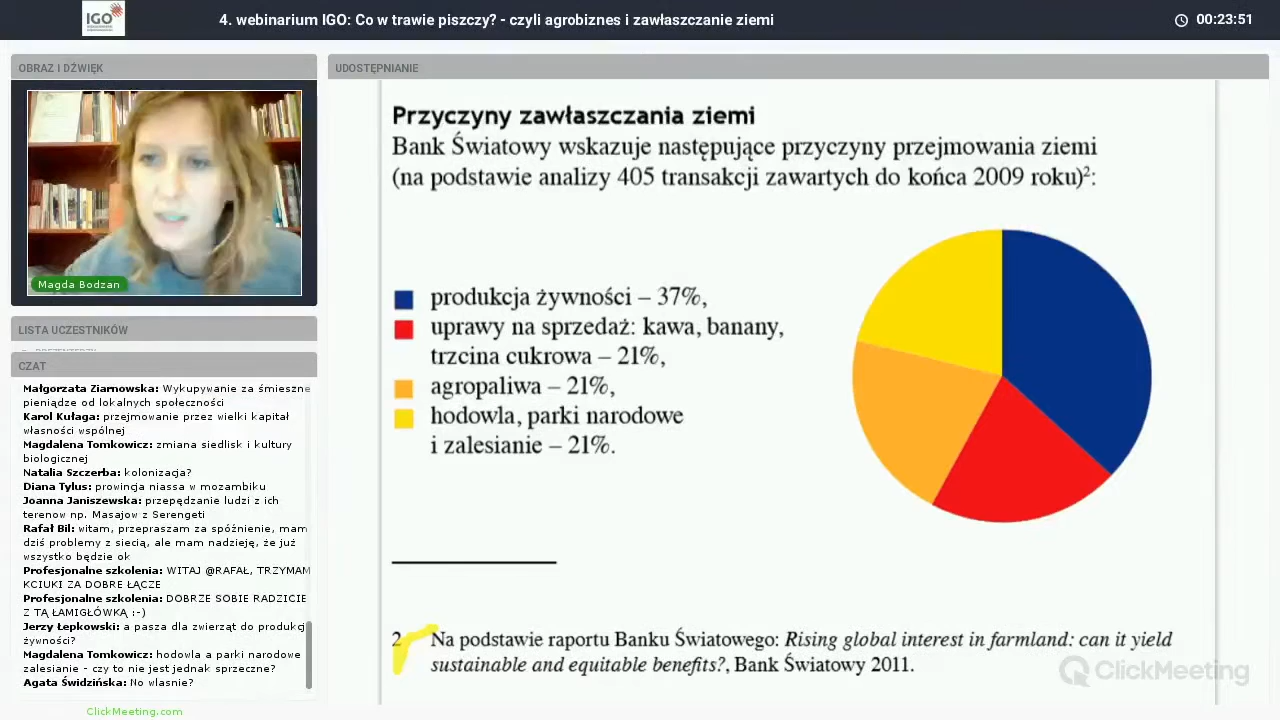 IGO
4. webinarium IGO: Co w trawie piszczy? - czyli agrobiznes i zawłaszczanie ziemi
00:23:51
OBRAZ I DŹWIĘK
Magda Bodzan
LISTA UCZESTNIKÓW
CZAT
Małgorzata Ziarnowska: Wykupywanie za śmieszne
pieniądze od lokalnych społeczności
Karol Kułaga: przejmowanie przez wielki kapitał
własności wspólnej
Magdalena Tomkowicz: zmiana siedlisk i kultury
biologicznej
Natalia Szczerba: kolonizacja?
Diana Tylus: prowincja niassa w mozambiku
Joanna Janiszewska: przepędzanie ludzi z ich
terenow np. Masajow z Serengeti
Rafał Bil: witam, przepraszam za spóźnienie, mam
dziś problemy z siecią, ale mam nadzieję, że już
wszystko będzie ok
Profesjonalne szkolenia: WITAJ @RAFAŁ, TRZYMAM
KCIUKI ZA DOBRE ŁĄCZE
Profesjonalne szkolenia: DOBRZE SOBIE RADZICIE
Z TĄ ŁAMIGŁÓWKĄ :-)
Jerzy Łepkowski: a pasza dla zwierząt do produkcj
żywności?
Magdalena Tomkowicz: hodowla a parki narodowe
zalesianie - czy to nie jest jednak sprzeczne?
Agata Świdzińska: No wlasnie?
ClickMeeting.com
UDOSTĘPNIANIE
Przyczyny zawłaszczania ziemi
Bank Światowy wskazuje następujące przyczyny przejmowania ziemi
(na podstawie analizy 405 transakcji zawartych do końca 2009 roku)²:
produkcja żywności – 37%,
uprawy na sprzedaż: kawa, banany,
trzcina cukrowa – 21%,
agropaliwa – 21%,
hodowla, parki narodowe
i zalesianie – 21%.
2 Na podstawie raportu Banku Światowego: Rising global interest in farmland: can it yield
sustainable and equitable benefits?, Bank Światowy 2011.
ClickMeeting